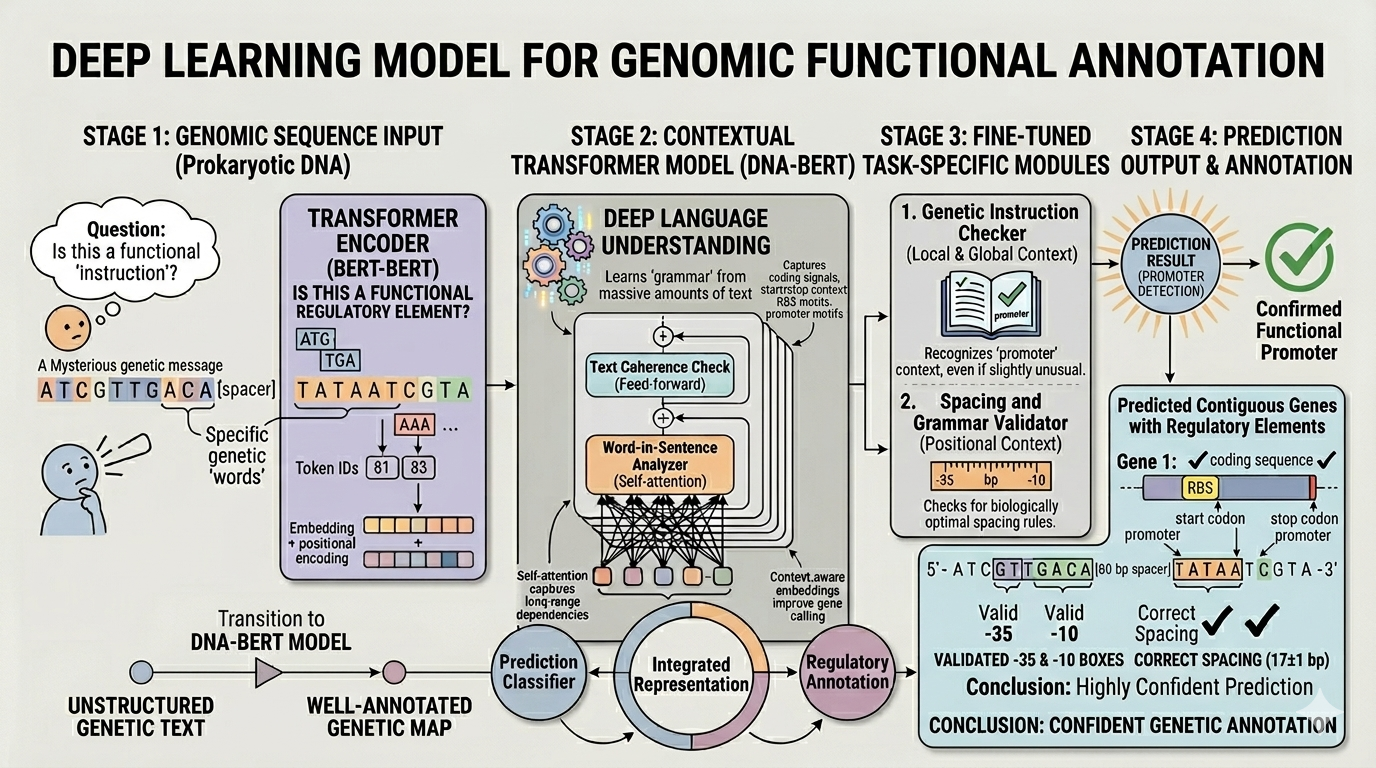 DEEP LEARNING MODEL FOR GENOMIC FUNCTIONAL ANNOTATION
STAGE 1: GENOMIC SEQUENCE INPUT
(Prokaryotic DNA)
Question:
Is this a functional
'instruction'?
A Mysterious genetic message
ATCGTTGACA [spacer]
Specific
genetic
'words'
TRANSFORMER
ENCODER
(BERT-BERT)
IS THIS A FUNCTIONAL
REGULATORY ELEMENT?
ATG
TGA
TATAATCGTA
AAA ...
Token IDs 81 83
Embedding
+ positional
encoding
+
Transition to
DNA-BERT MODEL
UNSTRUCTURED
GENETIC TEXT
WELL-ANNOTATED
GENETIC MAP
STAGE 2: CONTEXTUAL
TRANSFORMER MODEL (DNA-BERT)
DEEP LANGUAGE
UNDERSTANDING
Learns 'grammar' from
massive amounts of text
Captures
coding signals,
startrstop context
RBS motifs.
promoter motifs
+
Text Caherence Check
(Feed-forward)
+
Word-in-Sentence
Analyzer
(Self-attention)
Self-attention
capbures
long-range
dependencies
Context.aware
embeddings
improve gene
calling
Prediction
Classifier
Integrated
Representation
Regulatory
Annotation
STAGE 3: FINE-TUNED
TASK-SPECIFIC MODULES
1. Genetic Instruction
Checker
(Local & Global Context)
promeler
Recognizes 'promoter'
context, even if slightly unusual.
2. Spacing and
Grammar Validator
(Positional Context)
-35 bp -10
Checks for biologically
optimal spacing rules.
STAGE 4: PREDICTION
OUTPUT & ANNOTATION
PREDICTION
RESULT
(PROMOTER
DETECTION)
Confirmed
Functional
Promoter
Predicted Contiguous Genes
with Regulatory Elements
Gene 1: ✓ coding sequence ✓
RBS
start codon
stop codon
promoter
promoter
5'- ATCGTTGACA [80 bp spacer] TATAATCGTA -3'
Valid
-35
Valid
-10
Correct
Spacing ✓ ✓
VALIDATED -35 & -10 BOXES CORRECT SPACING (17±1 bp)
Conclusion: Highly Confident Prediction
CONCLUSION: CONFIDENT GENETIC ANNOTATION